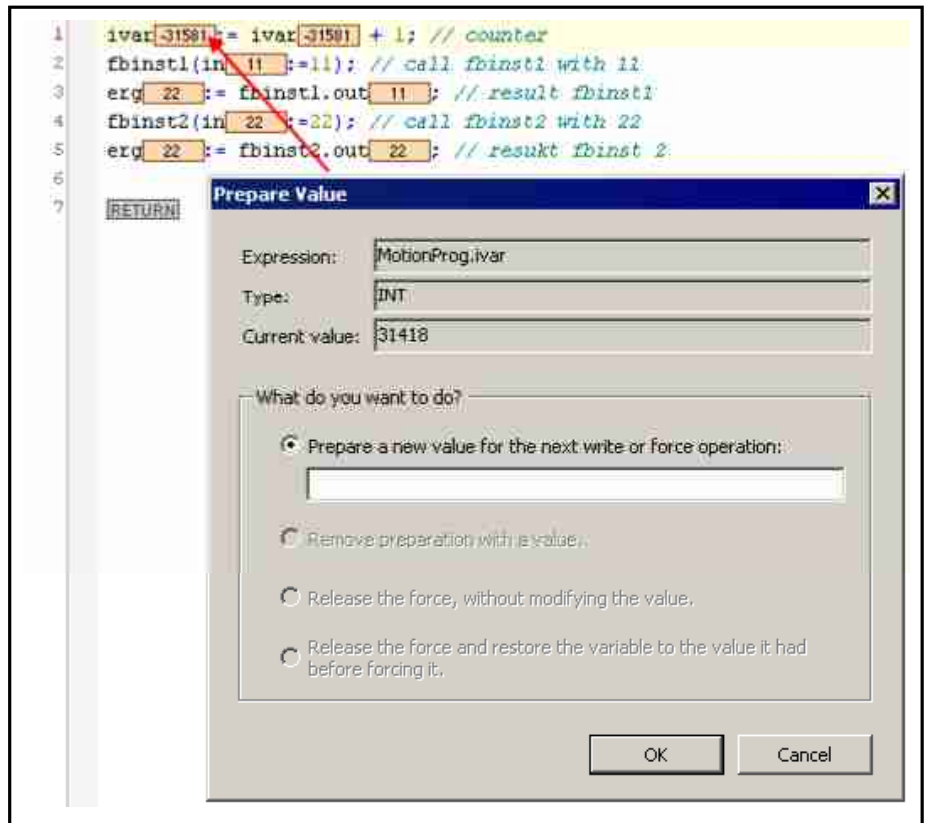 1 ivar -31581 := ivar -31581 + 1; // counter
2 fbinst1(in 11 :=11); // call fbinst1 with 11
3 erg 22 := fbinst1.out 11 ; // result fbinst1
4 fbinst2(in 22 :=22); // call fbinst2 with 22
5 erg 22 := fbinst2.out 22 ; // resukt fbinst 2
6
7 RETURN
Prepare Value
Expression: MotionProg.ivar
Type: INT
Current value: 31418
What do you want to do?
Prepare a new value for the next write or force operation:
Remove preparation with a value.
Release the force, without modifying the value.
Release the force and restore the variable to the value it had
before forcing it.
OK Cancel